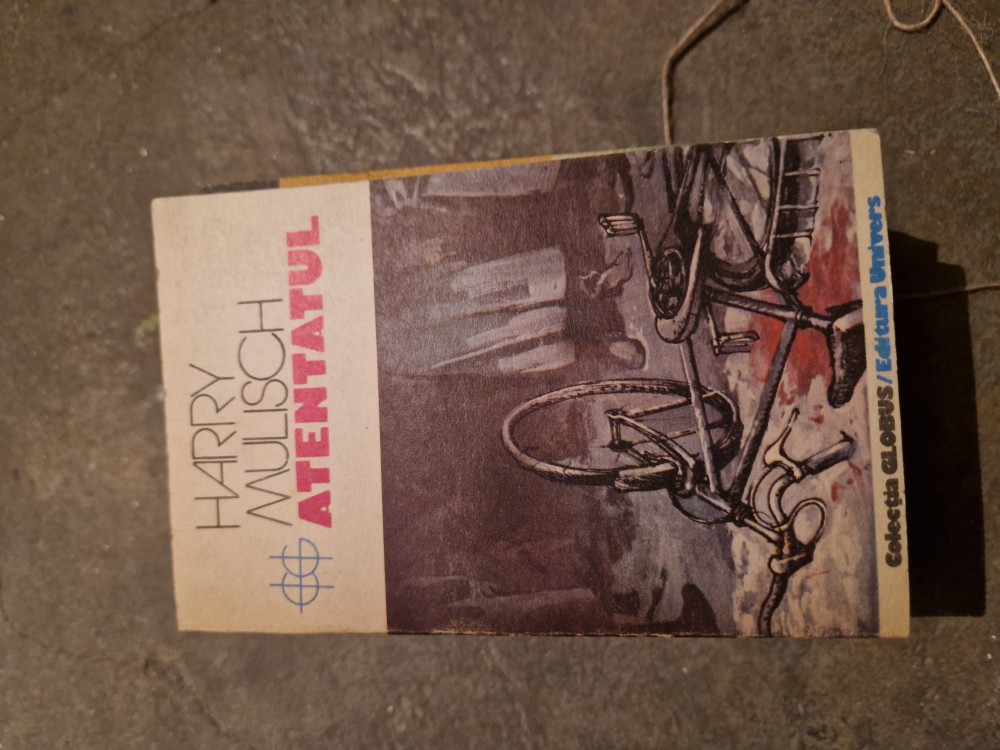 HARRY
MULISCH
ATENTATUL
Colecția GLOBUS / Editura Univers